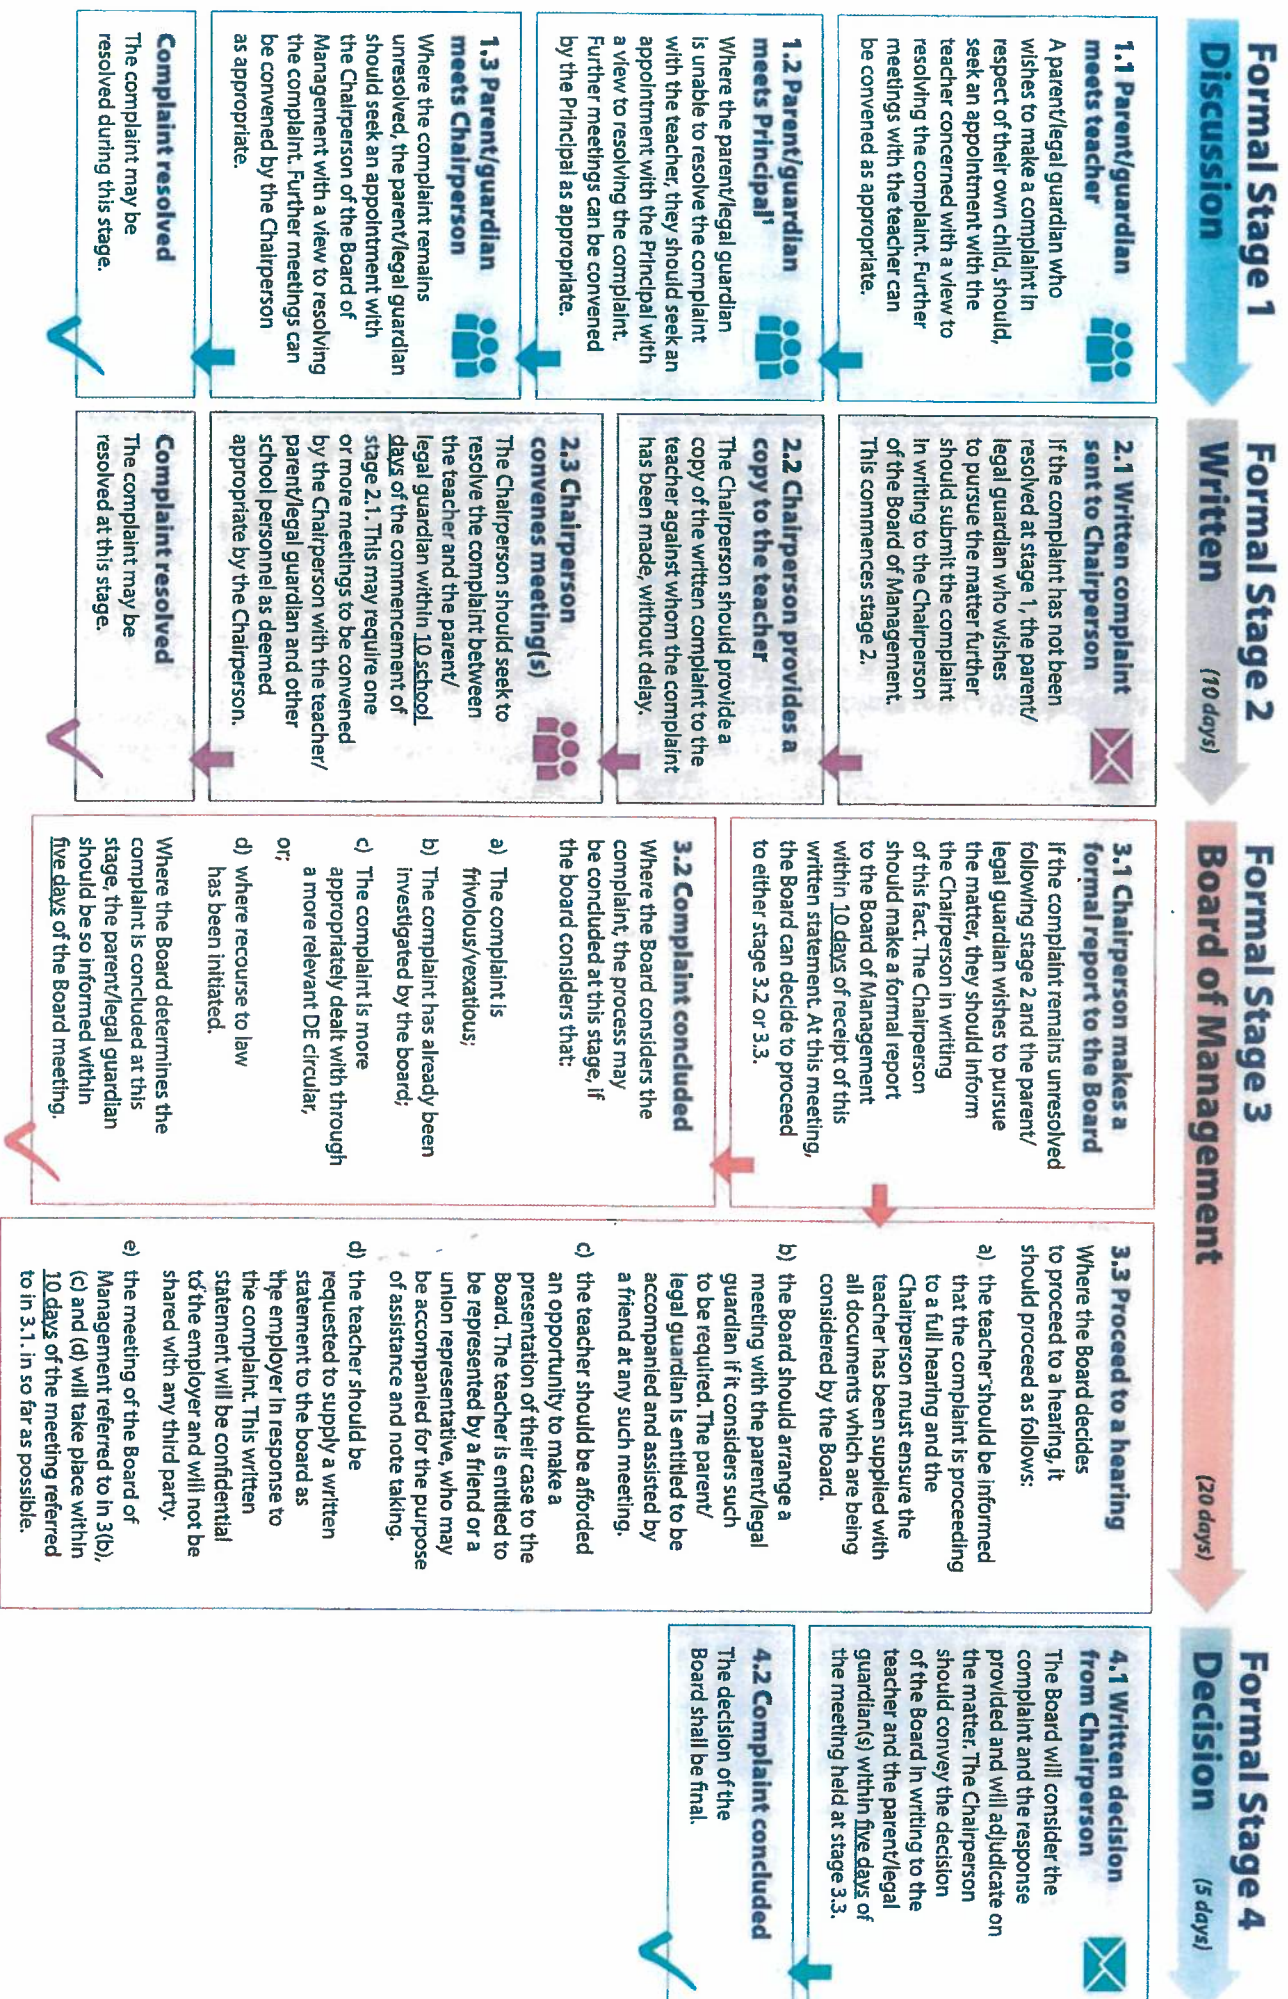 Formal Stage 1
Discussion
1.1 Parent/guardian
meets teacher
A parent/legal guardian who
wishes to make a complaint in
respect of their own child, should,
seek an appointment with the
teacher concerned with a view to
resolving the complaint. Further
meetings with the teacher can
be convened as appropriate.
1.2 Parent/guardian
meets Principal¹
Where the parent/legal guardian
is unable to resolve the complaint
with the teacher, they should seek an
appointment with the Principal with
a view to resolving the complaint.
Further meetings can be convened
by the Principal as appropriate.
1.3 Parent/guardian
meets Chairperson
Where the complaint remains
unresolved, the parent/legal guardian
should seek an appointment with
the Chairperson of the Board of
Management with a view to resolving
the complaint. Further meetings can
be convened by the Chairperson
as appropriate.
Complaint resolved
The complaint may be
resolved during this stage.
Formal Stage 2
Written (10 days)
2.1 Written complaint
sent to Chairperson
If the complaint has not been
resolved at stage 1, the parent/
legal guardian who wishes
to pursue the matter further
should submit the complaint
in writing to the Chairperson
of the Board of Management.
This commences stage 2.
2.2 Chairperson provides a
copy to the teacher
The Chairperson should provide a
copy of the written complaint to the
teacher against whom the complaint
has been made, without delay.
2.3 Chairperson
convenes meeting(s)
The Chairperson should seek to
resolve the complaint between
the teacher and the parent/
legal guardian within 10 school
days of the commencement of
stage 2.1. This may require one
or more meetings to be convened
by the Chairperson with the teacher/
parent/legal guardian and other
school personnel as deemed
appropriate by the Chairperson.
Complaint resolved
The complaint may be
resolved at this stage.
Formal Stage 3
Board of Management (20 days)
3.1 Chairperson makes a
formal report to the Board
If the complaint remains unresolved
following stage 2 and the parent/
legal guardian wishes to pursue
the matter, they should inform
the Chairperson in writing
of this fact. The Chairperson
should make a formal report
to the Board of Management
within 10 days of receipt of this
written statement. At this meeting,
the Board can decide to proceed
to either stage 3.2 or 3.3.
3.2 Complaint concluded
Where the Board considers the
complaint, the process may
be concluded at this stage, if
the board considers that:
a) The complaint is
frivolous/vexatious;
b) The complaint has already been
investigated by the board;
c) The complaint is more
appropriately dealt with through
a more relevant DE circular,
or;
d) where recourse to law
has been initiated.
Where the Board determines the
complaint is concluded at this
stage, the parent/legal guardian
should be so informed within
five days of the Board meeting.
3.3 Proceed to a hearing
Where the Board decides
to proceed to a hearing, it
should proceed as follows:
a) the teacher should be informed
that the complaint is proceeding
to a full hearing and the
Chairperson must ensure the
teacher has been supplied with
all documents which are being
considered by the Board.
b) the Board should arrange a
meeting with the parent/legal
guardian if it considers such
to be required. The parent/
legal guardian is entitled to be
accompanied and assisted by
a friend at any such meeting.
c) the teacher should be afforded
an opportunity to make a
presentation of their case to the
Board. The teacher is entitled to
be represented by a friend or a
union representative, who may
be accompanied for the purpose
of assistance and note taking.
d) the teacher should be
requested to supply a written
statement to the board as
the employer in response to
the complaint. This written
statement will be confidential
to the employer and will not be
shared with any third party.
e) the meeting of the Board of
Management referred to in 3(b),
(c) and (d) will take place within
10 days of the meeting referred
to in 3.1. in so far as possible.
Formal Stage 4
Decision (5 days)
4.1 Written decision
from Chairperson
The Board will consider the
complaint and the response
provided and will adjudicate on
the matter. The Chairperson
should convey the decision
of the Board in writing to the
teacher and the parent/legal
guardian(s) within five days of
the meeting held at stage 3.3.
4.2 Complaint concluded
The decision of the
Board shall be final.